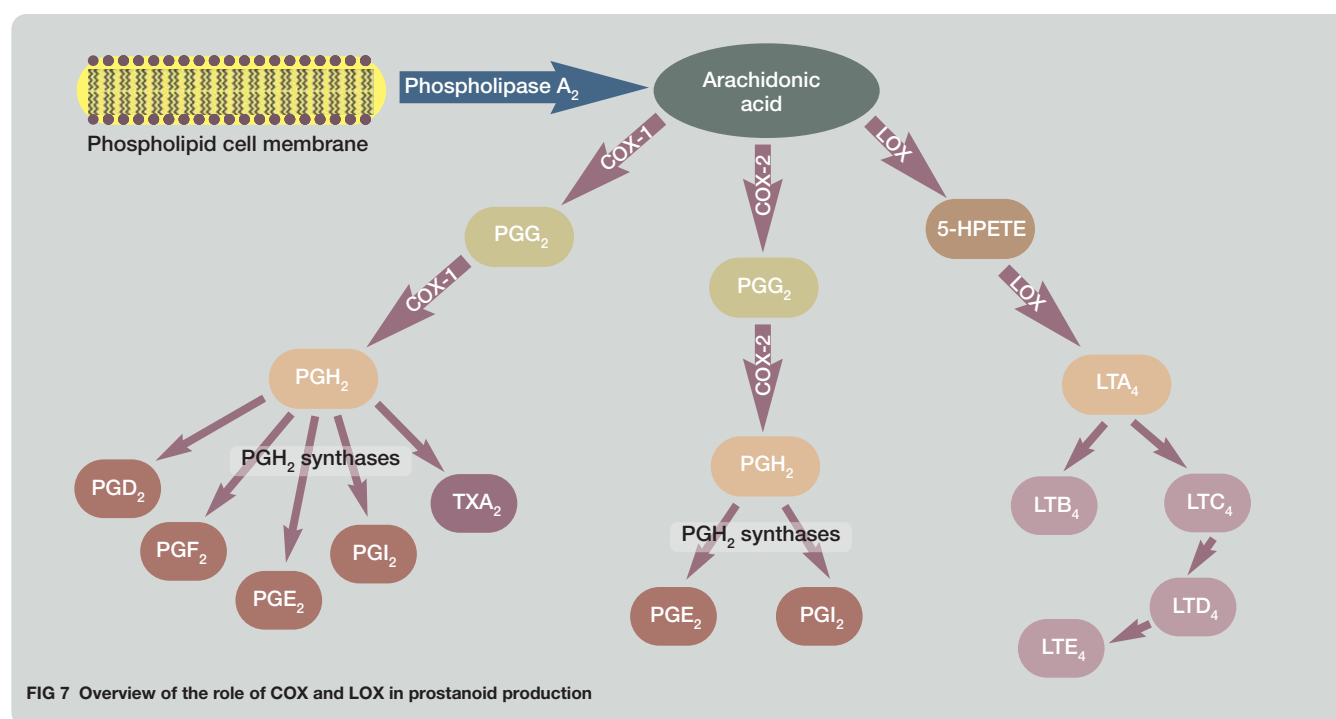 Phospholipase A₂
Arachidonic
acid
Phospholipid cell membrane
COX-1
COX-2
LOX
PGG₂
5-HPETE
COX-1
PGG₂
LOX
COX-2
PGH₂
LTA₄
PGH₂ synthases
PGH₂
PGD₂
TXA₂
LTB₄
LTC₄
PGF₂
PGI₂
PGH₂ synthases
PGE₂
PGE₂
PGI₂
LTD₄
LTE₄
FIG 7 Overview of the role of COX and LOX in prostanoid production